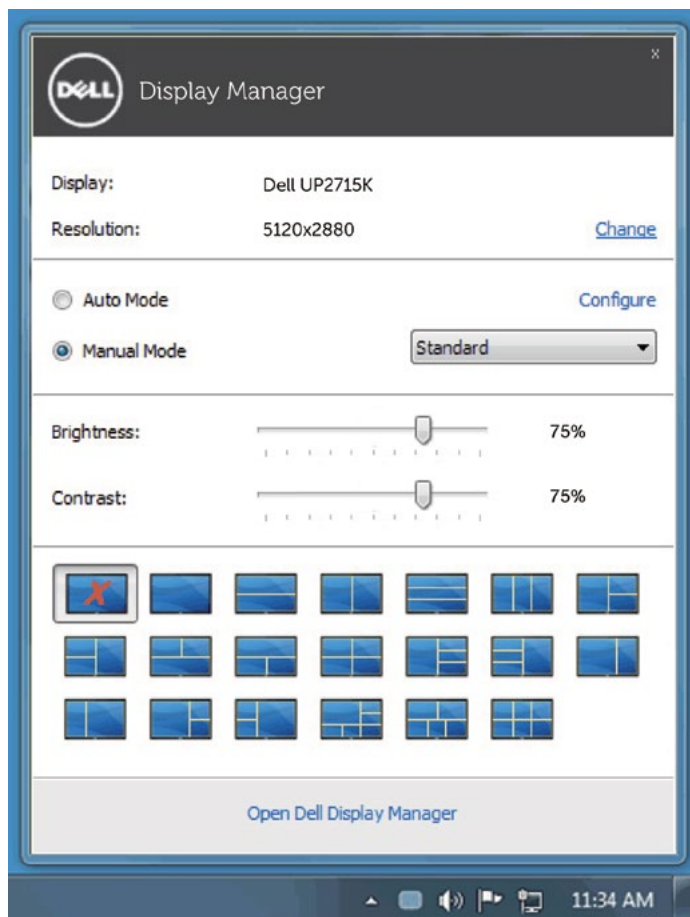 x
DELL Display Manager
Display: Dell UP2715K
Resolution: 5120x2880 Change
Auto Mode Configure
Manual Mode Standard
Brightness: 75%
Contrast: 75%
Open Dell Display Manager
11:34 AM